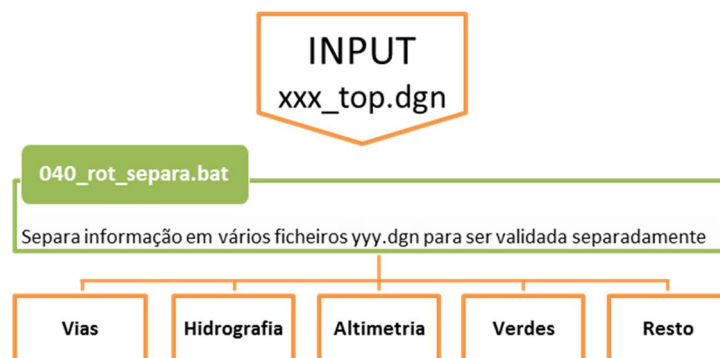 INPUT
xxx_top.dgn
040_rot_separa.bat
Separa informação em vários ficheiros yyy.dgn para ser validada separadamente
Vias
Hidrografia
Altimetria
Verdes
Resto